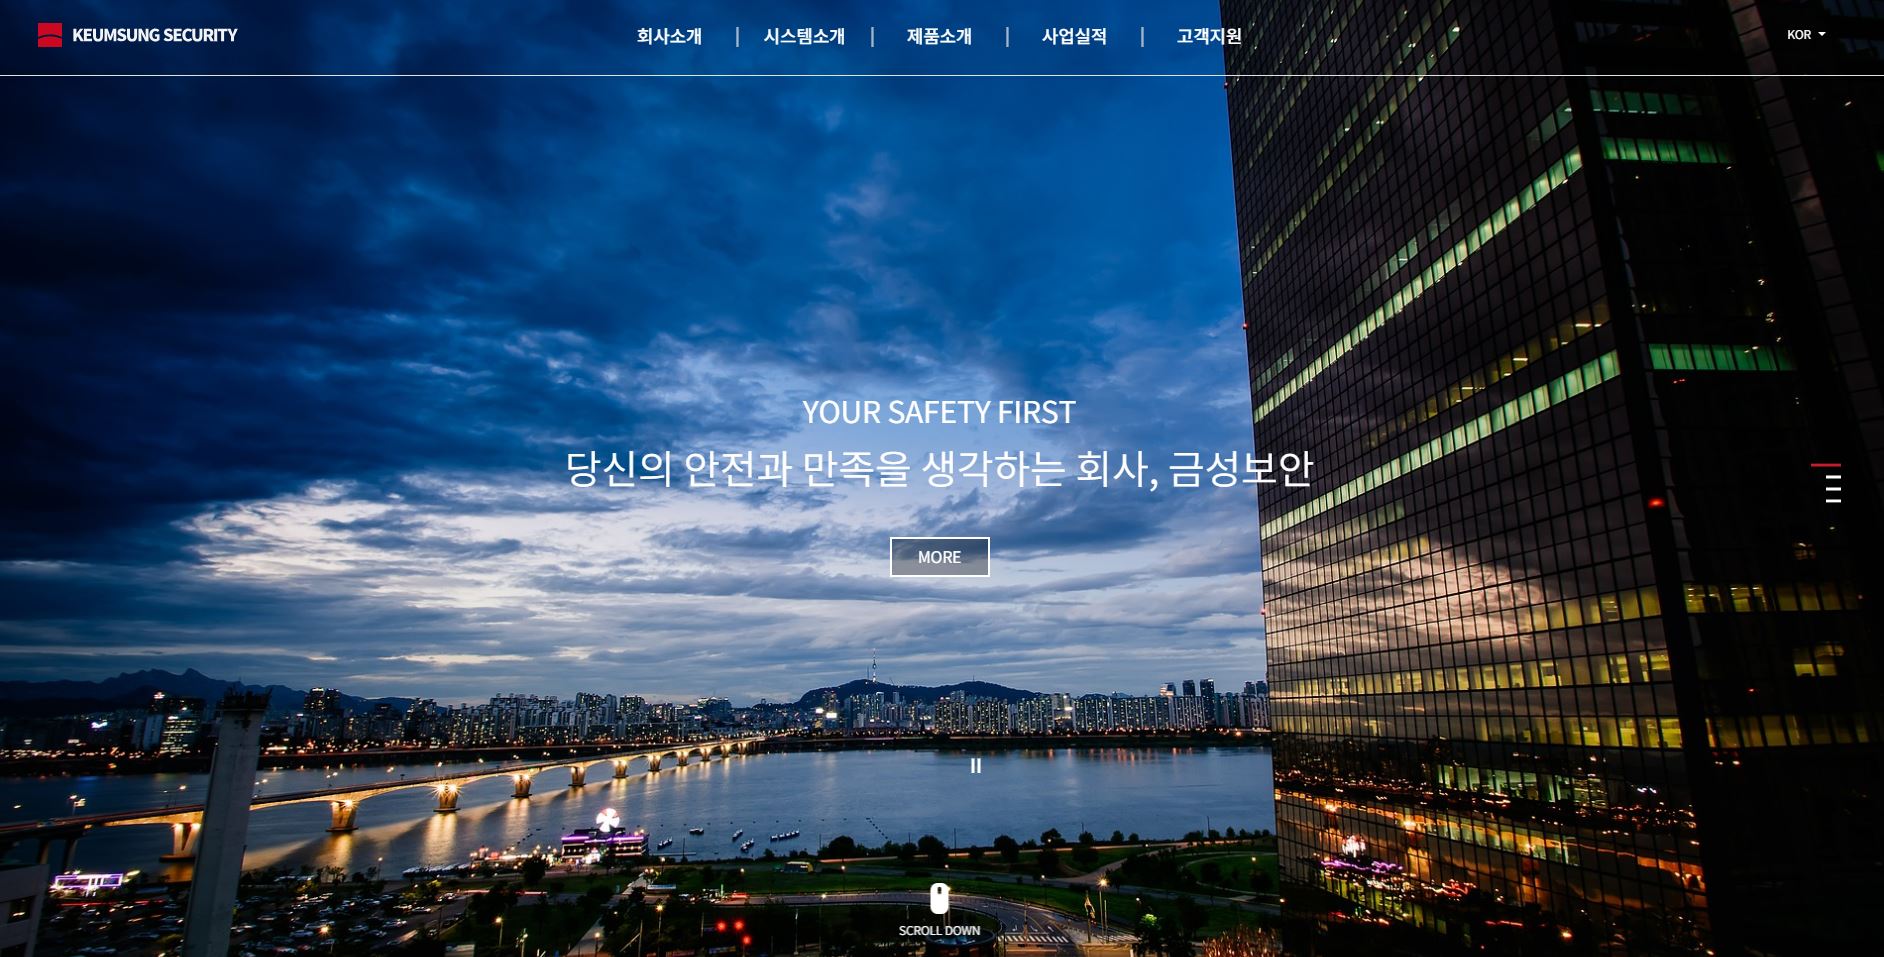 KEUMSUNG SECURITY
회사소개 | 시스템소개 | 제품소개 | 사업실적 | 고객지원
KOR
YOUR SAFETY FIRST
당신의 안전과 만족을 생각하는 회사, 금성보안
MORE
SCROLL DOWN